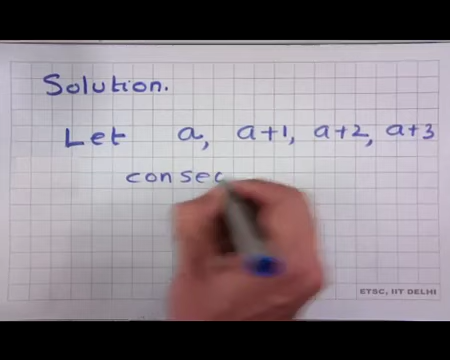 Solution.
Let a, a+1, a+2, a+3
consec
ETSC, IIT DELHI